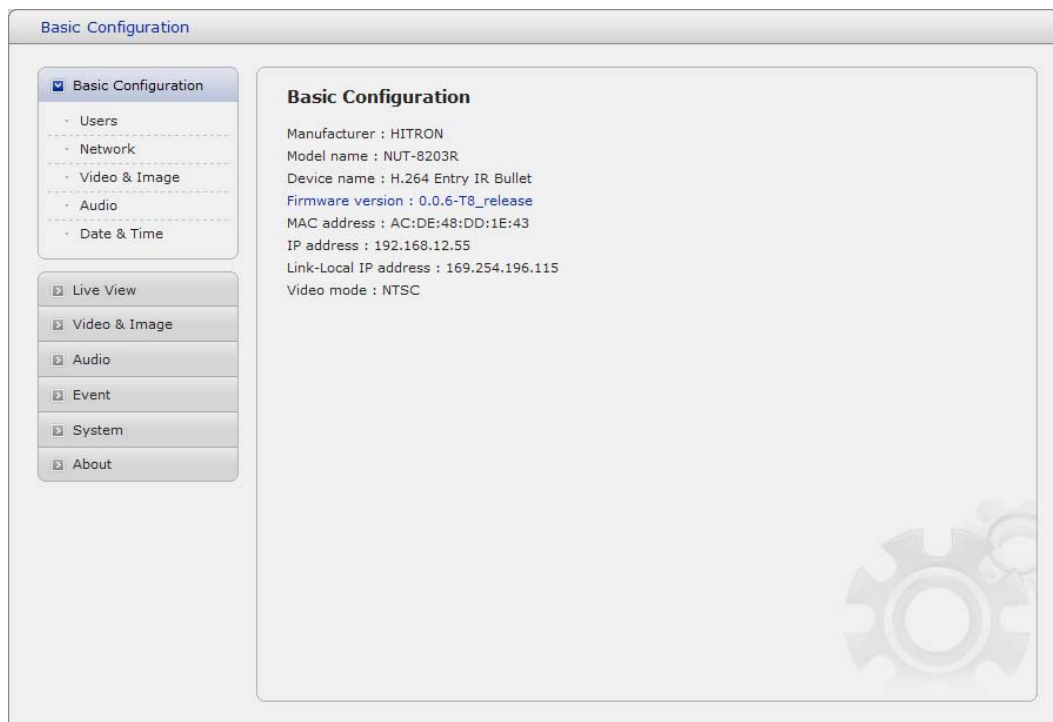 Basic Configuration
Basic Configuration
· Users
· Network
· Video & Image
· Audio
· Date & Time
Live View
Video & Image
Audio
Event
System
About
Basic Configuration
Manufacturer : HITRON
Model name : NUT-8203R
Device name : H.264 Entry IR Bullet
Firmware version : 0.0.6-T8_release
MAC address : AC:DE:48:DD:1E:43
IP address : 192.168.12.55
Link-Local IP address : 169.254.196.115
Video mode : NTSC